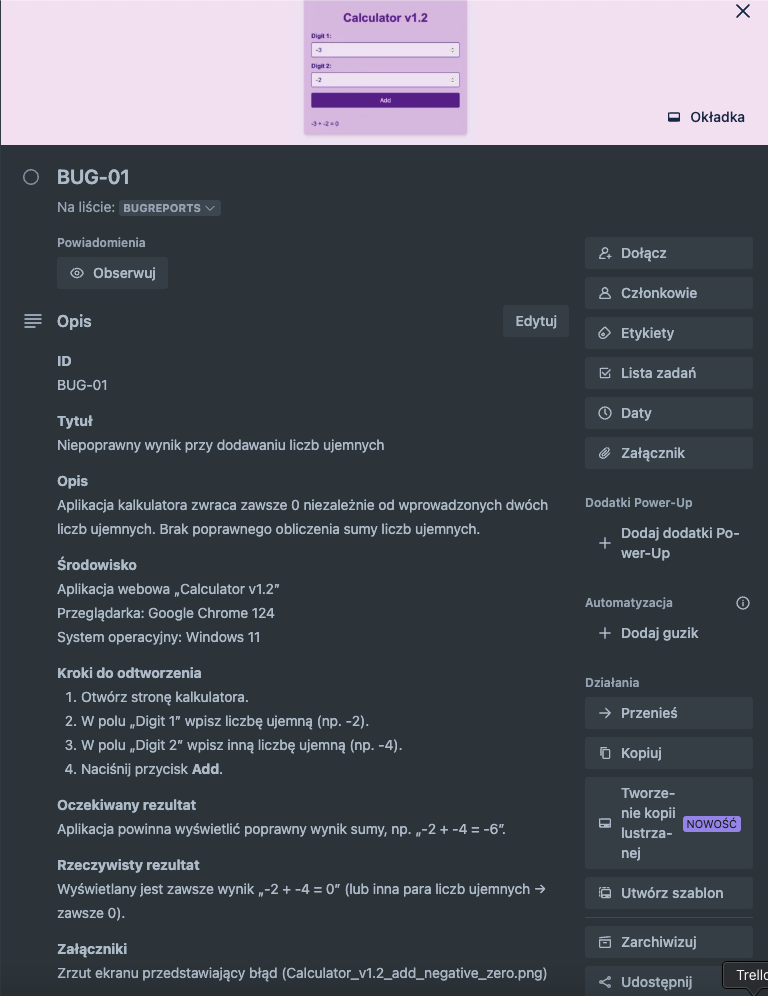 Calculator v1.2
Digit 1:
-3
Digit 2:
-2
Add
-3 + -2 = 0
Okładka
BUG-01
Na liście: BUGREPORTS
Powiadomienia
Obserwuj
Opis
Edytuj
ID
BUG-01
Tytuł
Niepoprawny wynik przy dodawaniu liczb ujemnych
Opis
Aplikacja kalkulatora zwraca zawsze 0 niezależnie od wprowadzonych dwóch
liczb ujemnych. Brak poprawnego obliczenia sumy liczb ujemnych.
Środowisko
Aplikacja webowa „Calculator v1.2”
Przeglądarka: Google Chrome 124
System operacyjny: Windows 11
Kroki do odtworzenia
1. Otwórz stronę kalkulatora.
2. W polu „Digit 1” wpisz liczbę ujemną (np. -2).
3. W polu „Digit 2” wpisz inną liczbę ujemną (np. -4).
4. Naciśnij przycisk Add.
Oczekiwany rezultat
Aplikacja powinna wyświetlić poprawny wynik sumy, np. „-2 + -4 = -6”.
Rzeczywisty rezultat
Wyświetlany jest zawsze wynik „-2 + -4 = 0” (lub inna para liczb ujemnych →
zawsze 0).
Załączniki
Zrzut ekranu przedstawiający błąd (Calculator_v1.2_add_negative_zero.png)
Dołącz
Członkowie
Etykiety
Lista zadań
Daty
Załącznik
Dodatki Power-Up
Dodaj dodatki Po-
wer-Up
Automatyzacja
Dodaj guzik
Działania
Przenieś
Kopiuj
Tworze-
nie kopii
lustrza-
nej
NOWOŚĆ
Utwórz szablon
Zarchiwizuj
Udostępnij
Trello